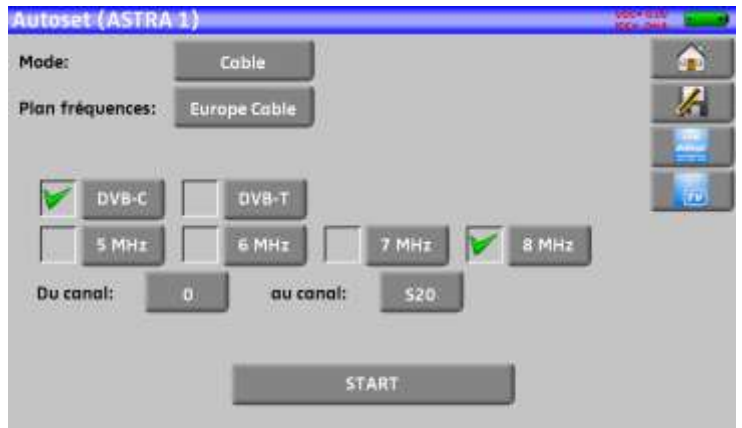 Autoset (ASTRA 1)
Mode: Cable
Plan fréquences: Europe Cable
DVB-C DVB-T
5 MHz 6 MHz 7 MHz 8 MHz
Du canal: 0 au canal: S20
START
TV